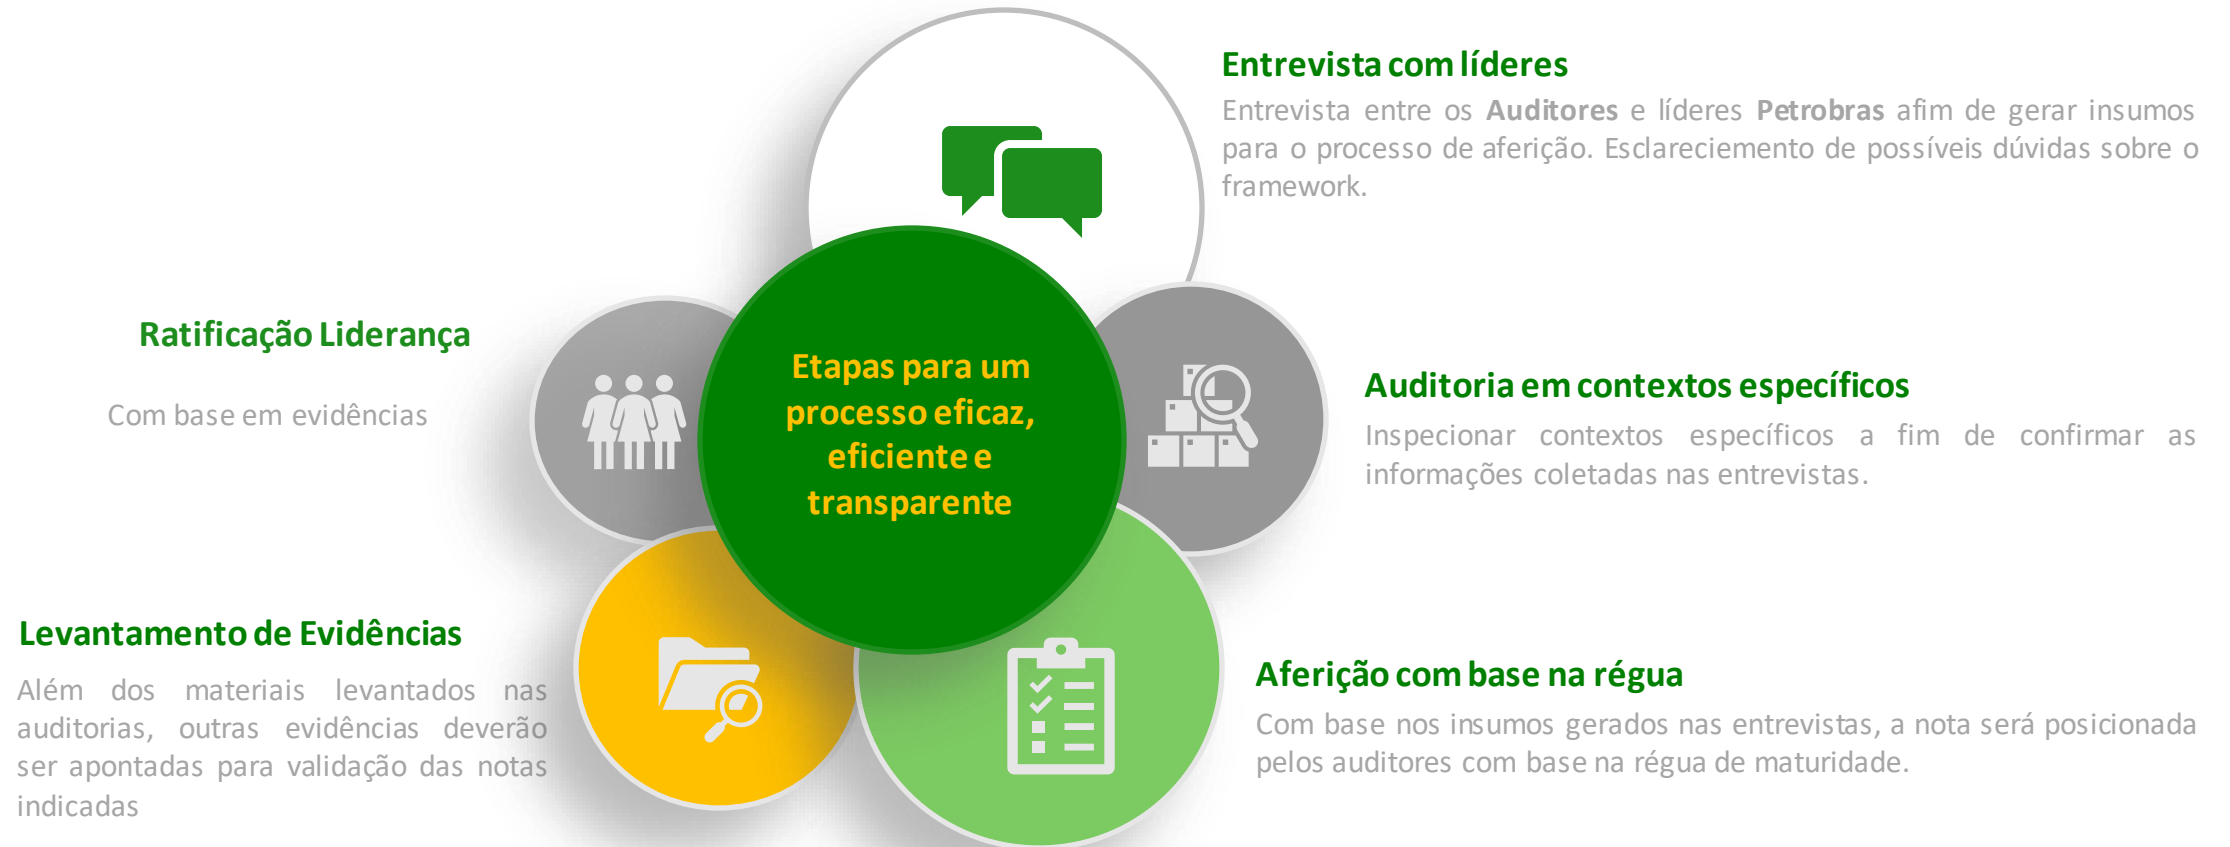 Entrevista com líderes
Entrevista entre os Auditores e líderes Petrobras afim de gerar insumos
para o processo de aferição. Esclareciemento de possíveis dúvidas sobre o
framework.
Auditoria em contextos específicos
Inspecionar contextos específicos a fim de confirmar as
informações coletadas nas entrevistas.
Aferição com base na régua
Com base nos insumos gerados nas entrevistas, a nota será posicionada
pelos auditores com base na régua de maturidade.
Levantamento de Evidências
Além dos materiais levantados nas
auditorias, outras evidências deverão
ser apontadas para validação das notas
indicadas
Ratificação Liderança
Com base em evidências
Etapas para um
processo eficaz,
eficiente e
transparente